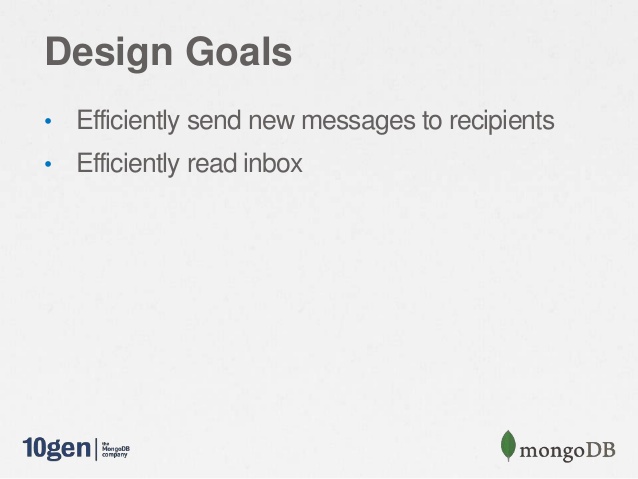 Design Goals
• Efficiently send new messages to recipients
• Efficiently read inbox
10gen
the
MongoDB
company
mongoDB